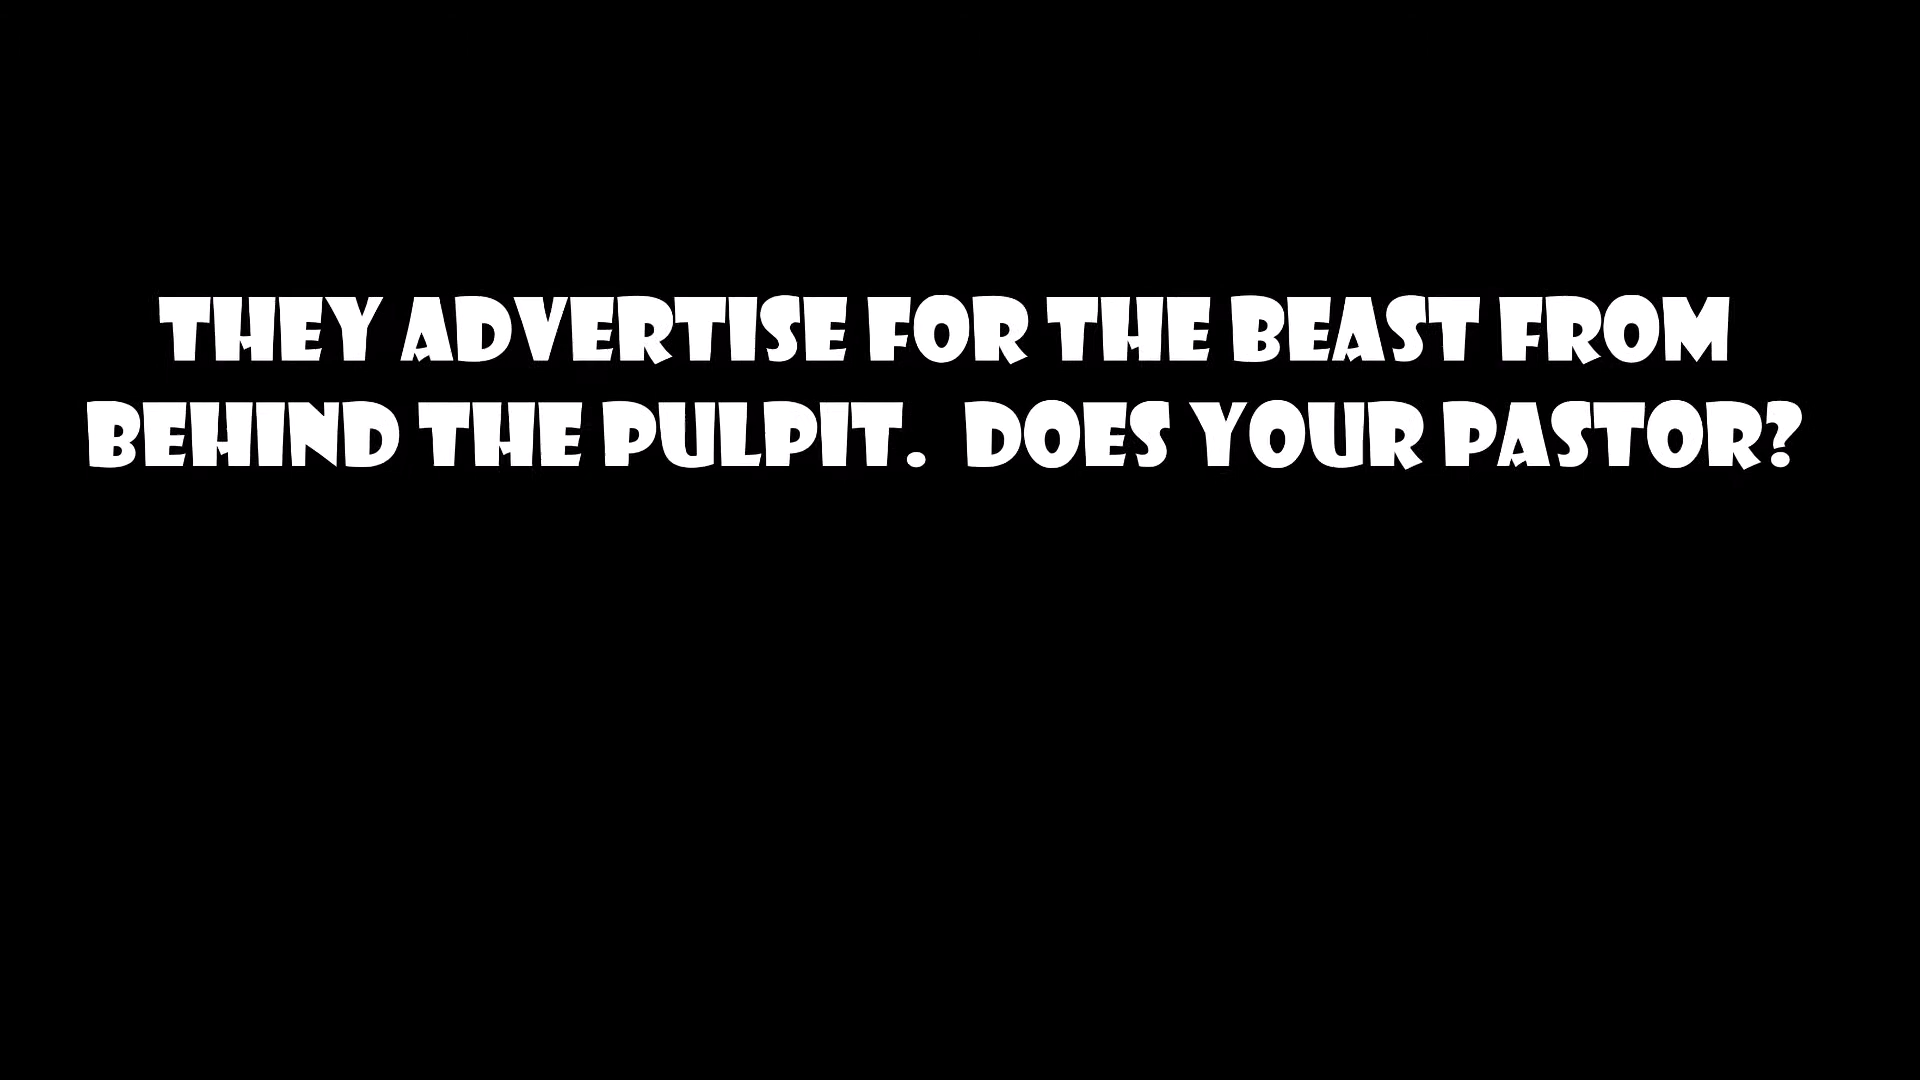 THEY ADVERTISE FOR THE BEAST FROM
BEHIND THE PULPIT.  DOES YOUR PASTOR?